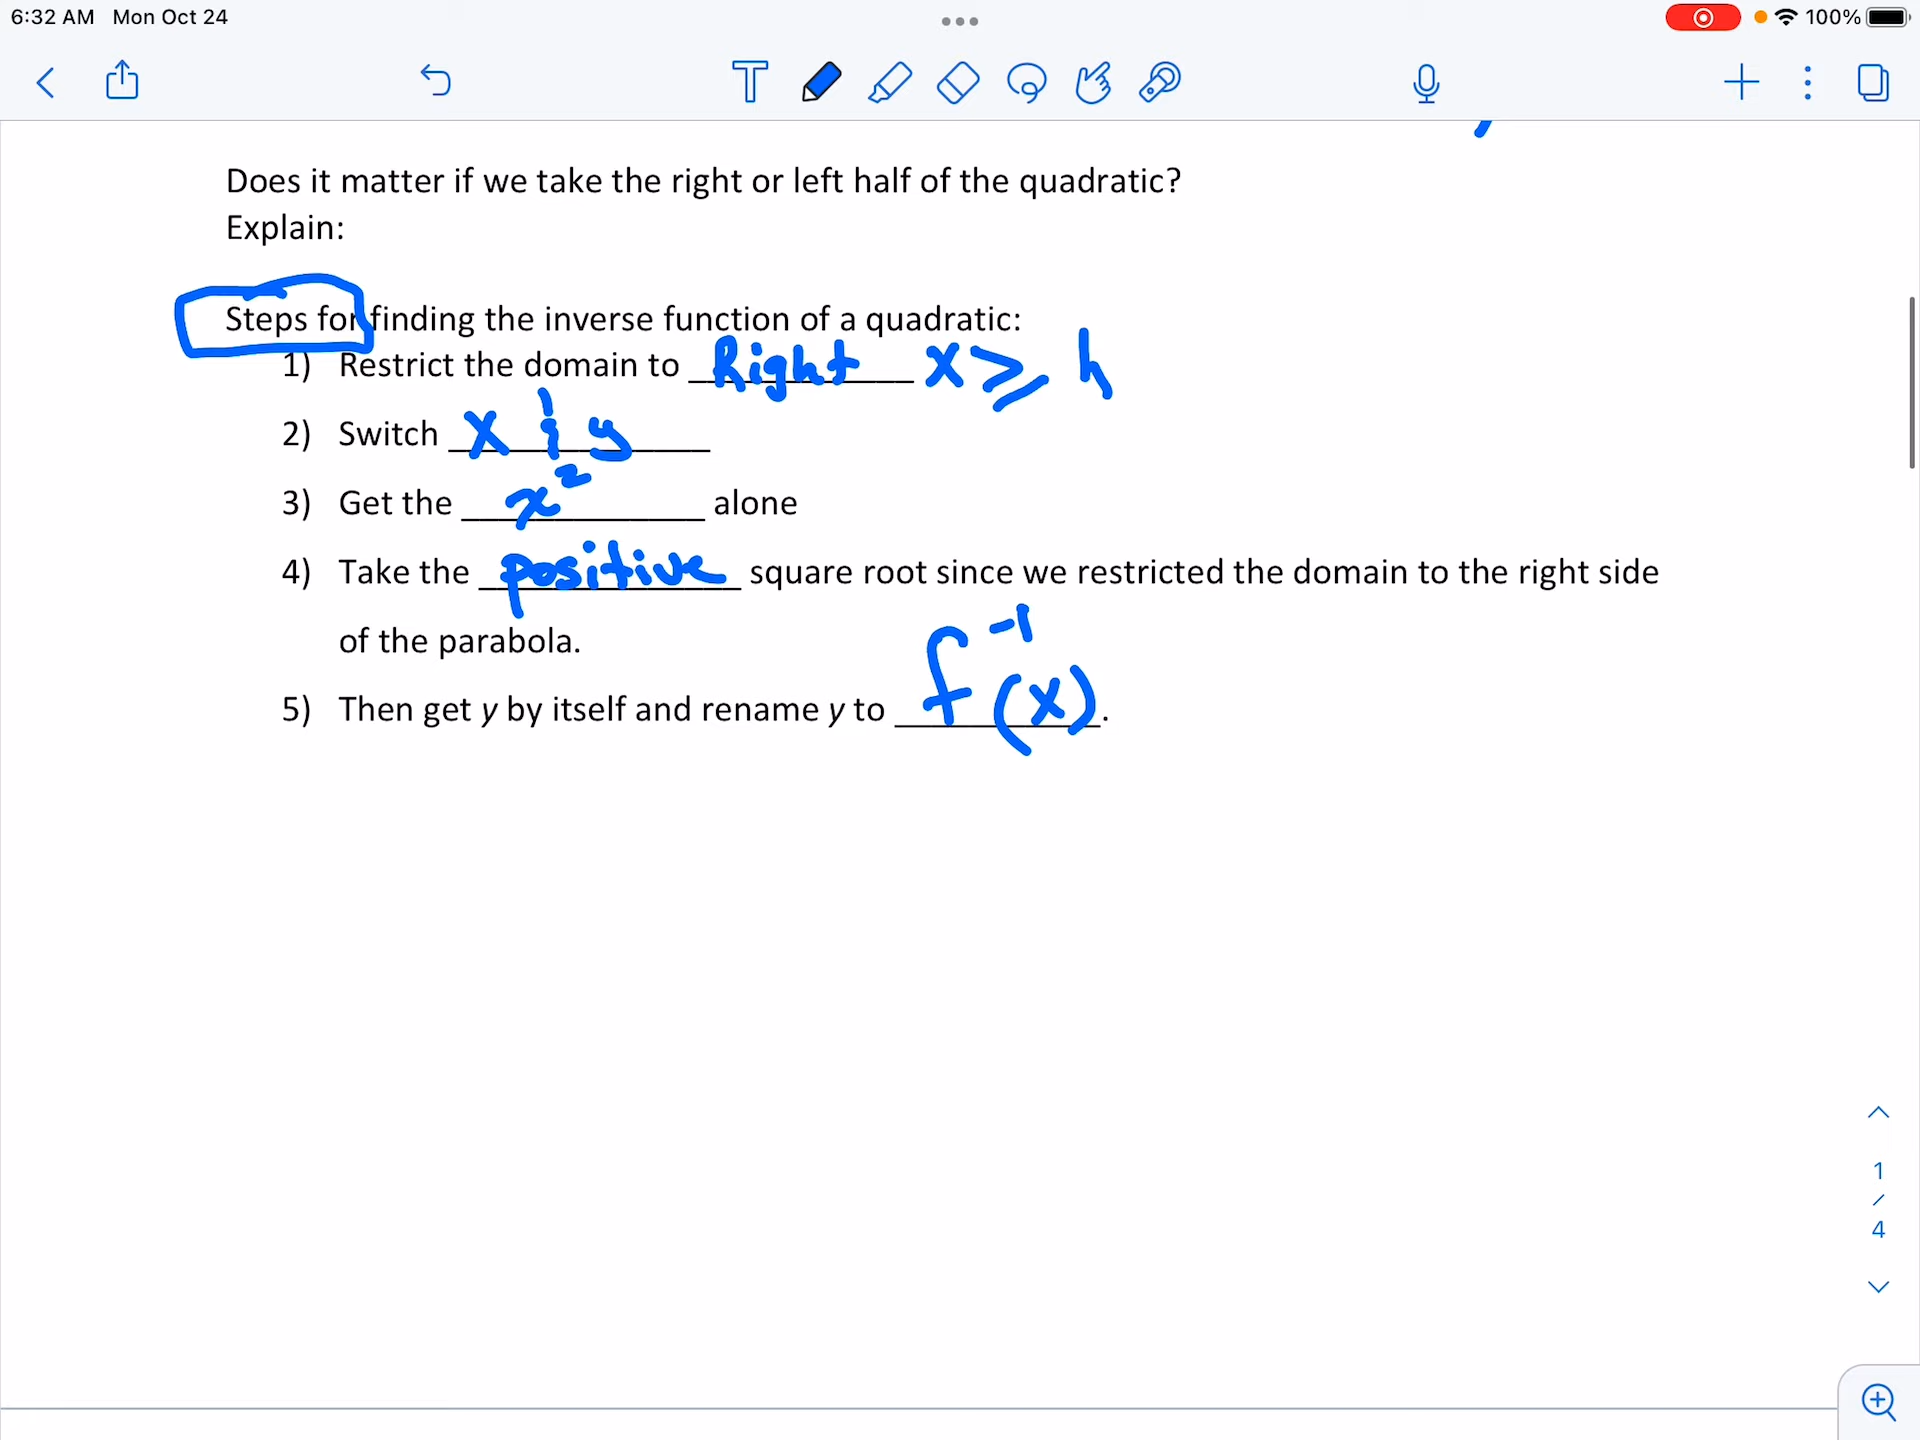 6:32 AM Mon Oct 24
100%
T
Does it matter if we take the right or left half of the quadratic?
Explain:
Steps for finding the inverse function of a quadratic:
1) Restrict the domain to Right x ≥ h
2) Switch x & y
3) Get the x² alone
4) Take the positive square root since we restricted the domain to the right side
of the parabola.
5) Then get y by itself and rename y to f⁻¹(x).
1
/
4